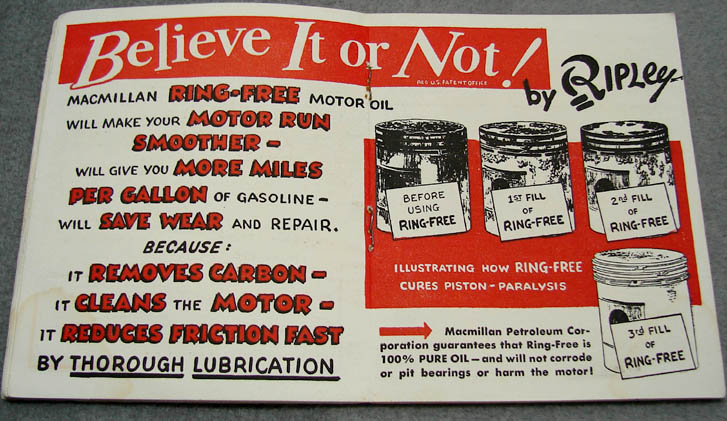 Believe It or Not!
REG. U.S. PATENT OFFICE
by RIPLEY
MACMILLAN RING-FREE MOTOR OIL
WILL MAKE YOUR MOTOR RUN
SMOOTHER -
WILL GIVE YOU MORE MILES
PER GALLON OF GASOLINE -
WILL SAVE WEAR AND REPAIR.
BECAUSE:
IT REMOVES CARBON -
IT CLEANS THE MOTOR -
IT REDUCES FRICTION FAST
BY THOROUGH LUBRICATION
BEFORE
USING
RING-FREE
1ST FILL
OF
RING-FREE
2nd FILL
OF
RING-FREE
ILLUSTRATING HOW RING-FREE
CURES PISTON-PARALYSIS
3rd FILL
OF
RING-FREE
Macmillan Petroleum Cor-
poration guarantees that Ring-Free is
100% PURE OIL—and will not corrode
or pit bearings or harm the motor!